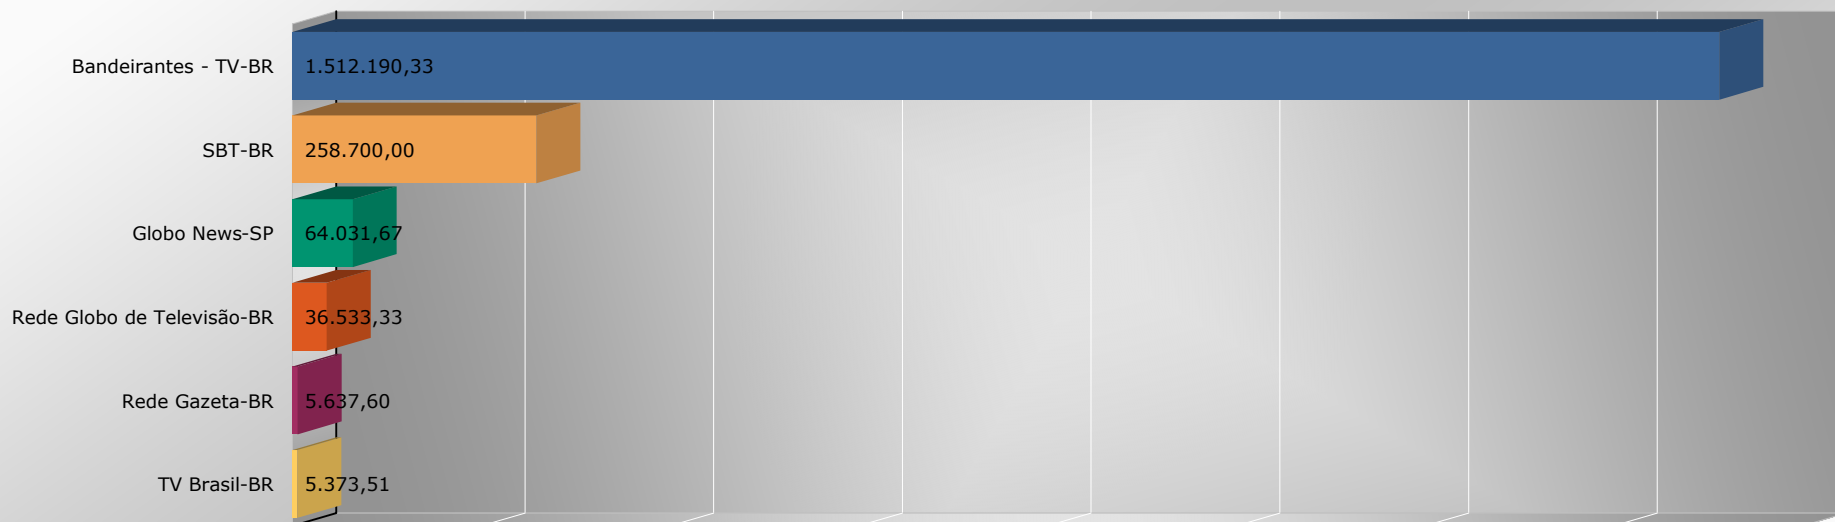 Bandeirantes - TV-BR 1.512.190,33
SBT-BR 258.700,00
Globo News-SP 64.031,67
Rede Globo de Televisão-BR 36.533,33
Rede Gazeta-BR 5.637,60
TV Brasil-BR 5.373,51